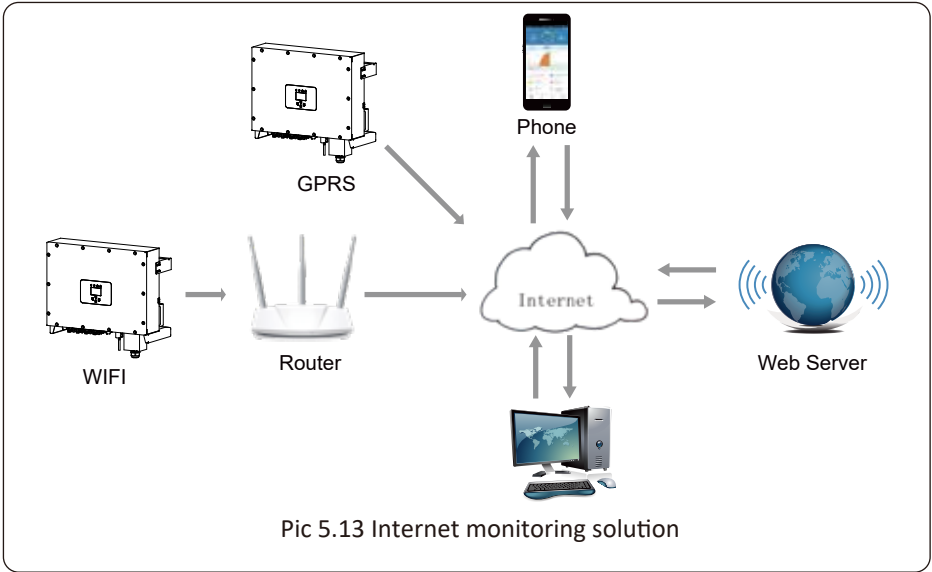 Phone
GPRS
Internet
WIFI
Router
Web Server
Pic 5.13 Internet monitoring solution